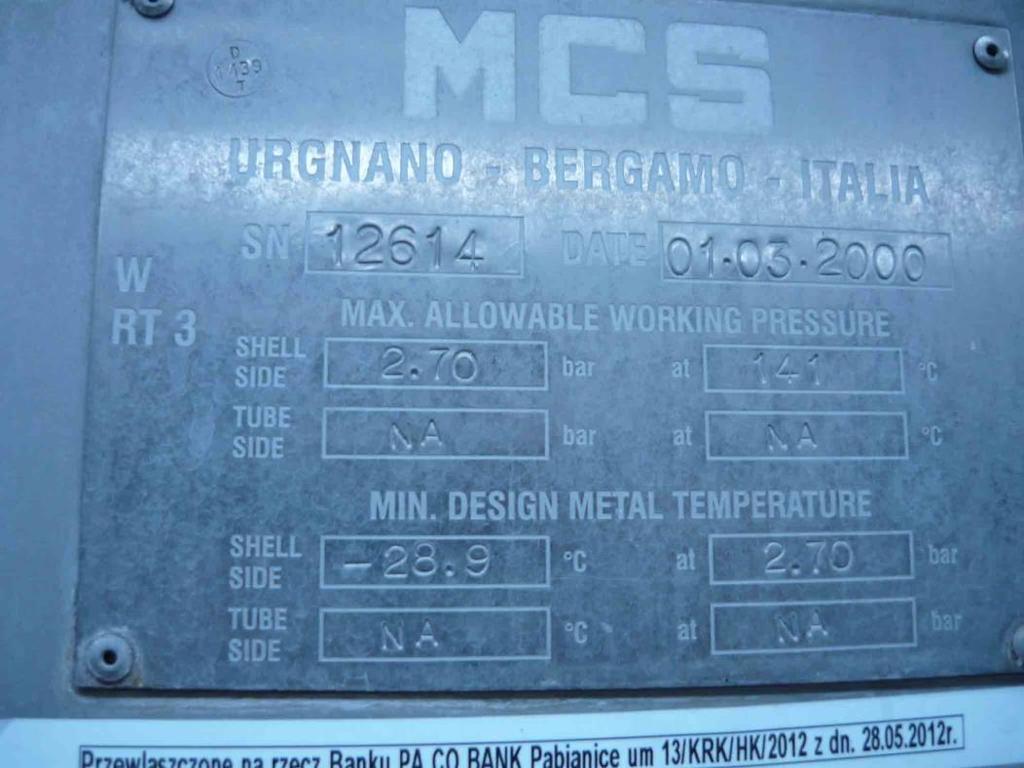 D
1139
T
MCS
URGNANO - BERGAMO - ITALIA
SN 12614 DATE 01.03.2000
W
RT 3
MAX. ALLOWABLE WORKING PRESSURE
SHELL SIDE 2.70 bar at 141 °C
TUBE SIDE NA bar at NA °C
MIN. DESIGN METAL TEMPERATURE
SHELL SIDE -28.9 °C at 2.70 bar
TUBE SIDE NA °C at NA bar
Przewłaszczone na rzecz Banku PA CO BANK Pabianice um 13/KRK/HK/2012 z dn. 28.05.2012r.